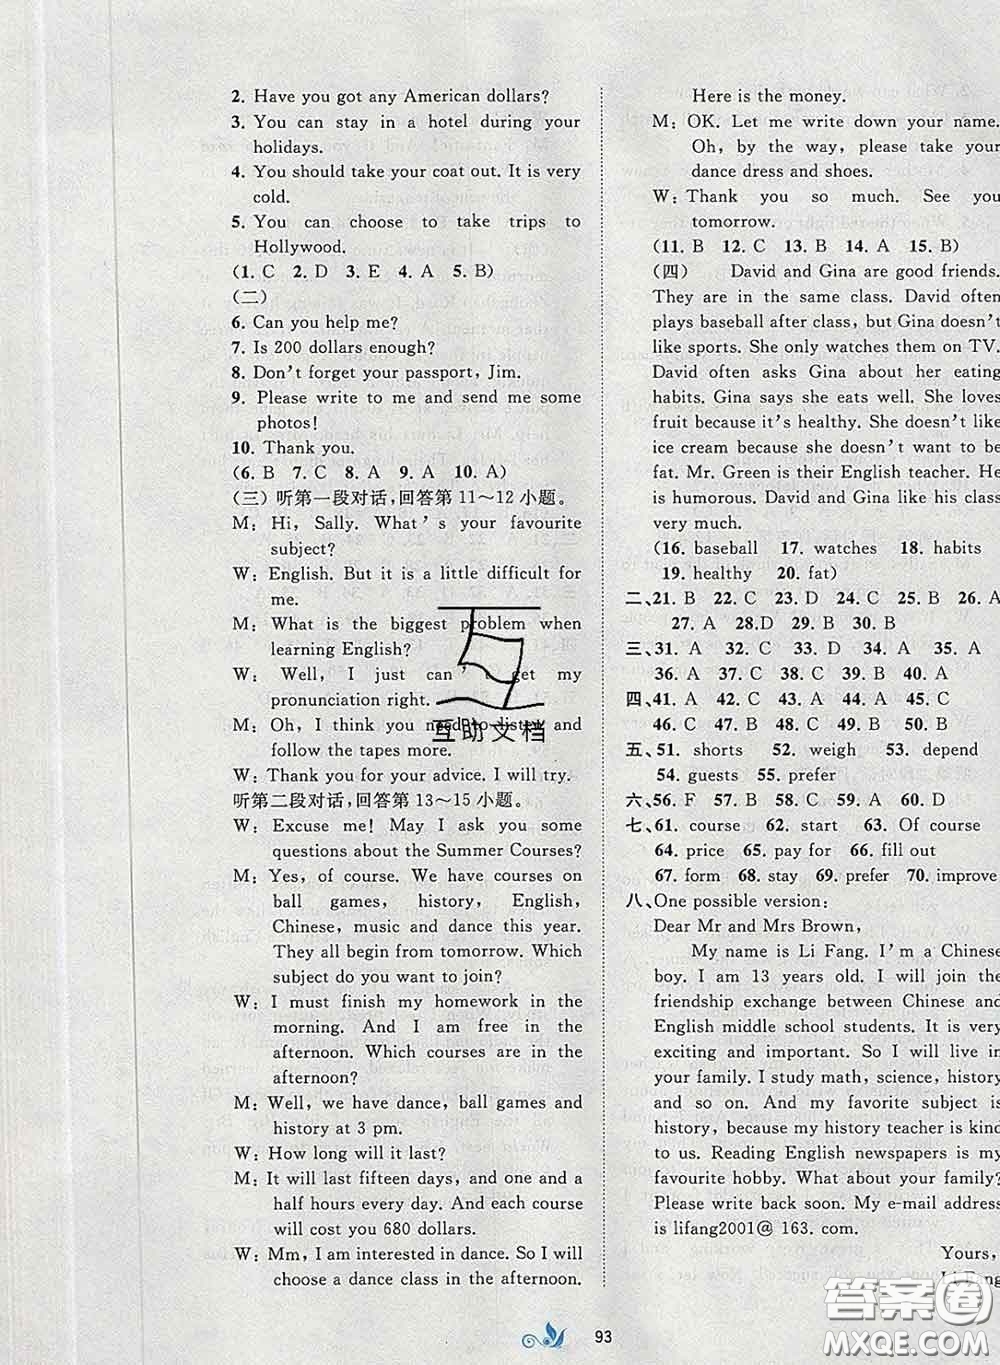 2. Have you got any American dollars?
3. You can stay in a hotel during your
holidays.
4. You should take your coat out. It is very
cold.
5. You can choose to take trips to
Hollywood.
(1. C 2. D 3. E 4. A 5. B)
(二)
6. Can you help me?
7. Is 200 dollars enough?
8. Don't forget your passport, Jim.
9. Please write to me and send me some
photos!
10. Thank you.
(6. B 7. C 8. A 9. A 10. A)
(三) 听第一段对话,回答第 11～12 小题。
M: Hi, Sally. What's your favourite
subject?
W: English. But it is a little difficult for
me.
M: What is the biggest problem when
learning English?
W: Well, I just can't get my
pronunciation right.
M: Oh, I think you need to listen and
follow the tapes more.
W: Thank you for your advice. I will try.
听第二段对话,回答第 13～15 小题。
W: Excuse me! May I ask you some
questions about the Summer Courses?
M: Yes, of course. We have courses on
ball games, history, English,
Chinese, music and dance this year.
They all begin from tomorrow. Which
subject do you want to join?
W: I must finish my homework in the
morning. And I am free in the
afternoon. Which courses are in the
afternoon?
M: Well, we have dance, ball games and
history at 3 pm.
W: How long will it last?
M: It will last fifteen days, and one and a
half hours every day. And each course
will cost you 680 dollars.
W: Mm, I am interested in dance. So I will
choose a dance class in the afternoon.
Here is the money.
M: OK. Let me write down your name.
Oh, by the way, please take your
dance dress and shoes.
W: Thank you so much. See you
tomorrow.
(11. B 12. C 13. B 14. A 15. B)
(四) David and Gina are good friends.
They are in the same class. David often
plays baseball after class, but Gina doesn't
like sports. She only watches them on TV.
David often asks Gina about her eating
habits. Gina says she eats well. She loves
fruit because it's healthy. She doesn't like
ice cream because she doesn't want to be
fat. Mr. Green is their English teacher. He
is humorous. David and Gina like his class
very much.
(16. baseball 17. watches 18. habits
19. healthy 20. fat)
二、21. B 22. C 23. D 24. C 25. B 26. A
27. A 28. D 29. B 30. B
三、31. A 32. C 33. D 34. A 35. A
36. A 37. C 38. C 39. B 40. A
四、41. A 42. C 43. A 44. A 45. C
46. C 47. B 48. C 49. C 50. B
五、51. shorts 52. weigh 53. depend
54. guests 55. prefer
六、56. F 57. B 58. C 59. A 60. D
七、61. course 62. start 63. Of course
64. price 65. pay for 66. fill out
67. form 68. stay 69. prefer 70. improve
八、One possible version:
Dear Mr and Mrs Brown,
My name is Li Fang. I'm a Chinese
boy. I am 13 years old. I will join the
friendship exchange between Chinese and
English middle school students. It is very
exciting and important. So I will live in
your family. I study math, science, history
and so on. And my favorite subject is
history, because my history teacher is kind
to us. Reading English newspapers is my
favourite hobby. What about your family?
Please write back soon. My e-mail address
is lifang2001@ 163. com.
Yours,
Li Fang
93
互助文档
答案圈
MXQE.COM